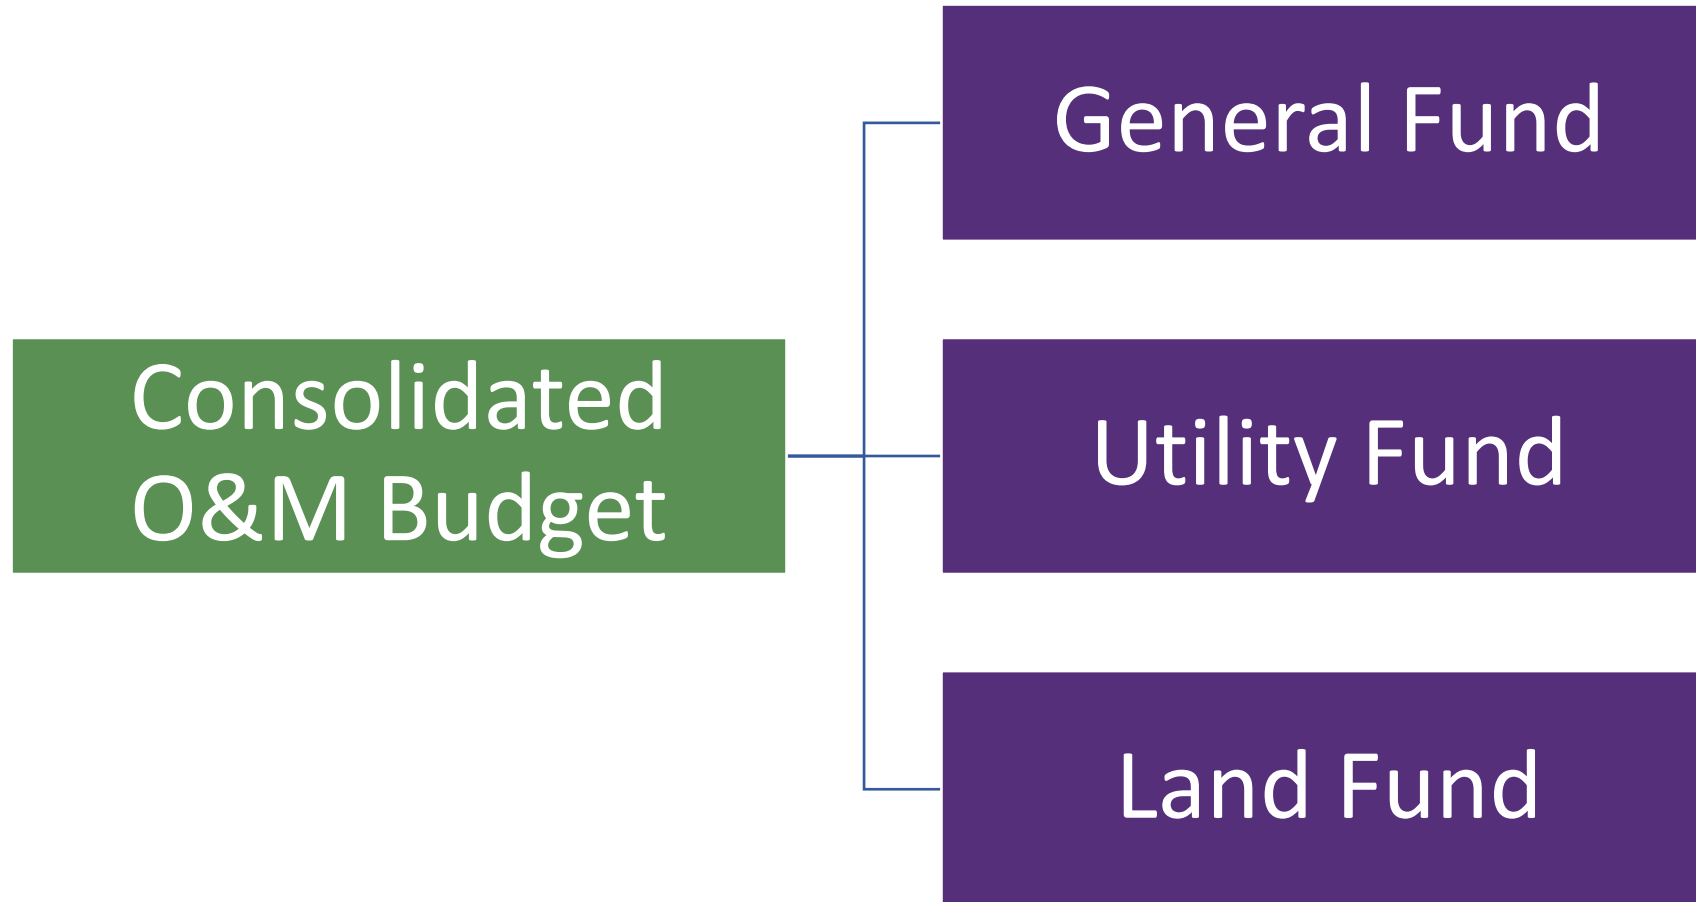 General Fund
Consolidated
O&M Budget
Utility Fund
Land Fund